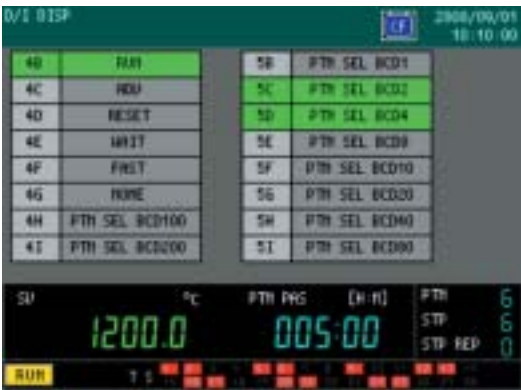 D/I DISP
CF
2008/09/01
10:10:00
4B RUN 5B PTN SEL BCD1
4C ADV 5C PTN SEL BCD2
4D RESET 5D PTN SEL BCD4
4E WAIT 5E PTN SEL BCD8
4F FAST 5F PTN SEL BCD10
4G NONE 5G PTN SEL BCD20
4H PTN SEL BCD100 5H PTN SEL BCD40
4I PTN SEL BCD200 5I PTN SEL BCD80
SV °C PTN PAS [H:M] PTN 6
1200.0 005:00 STP 6
STP REP 0
RUN T S